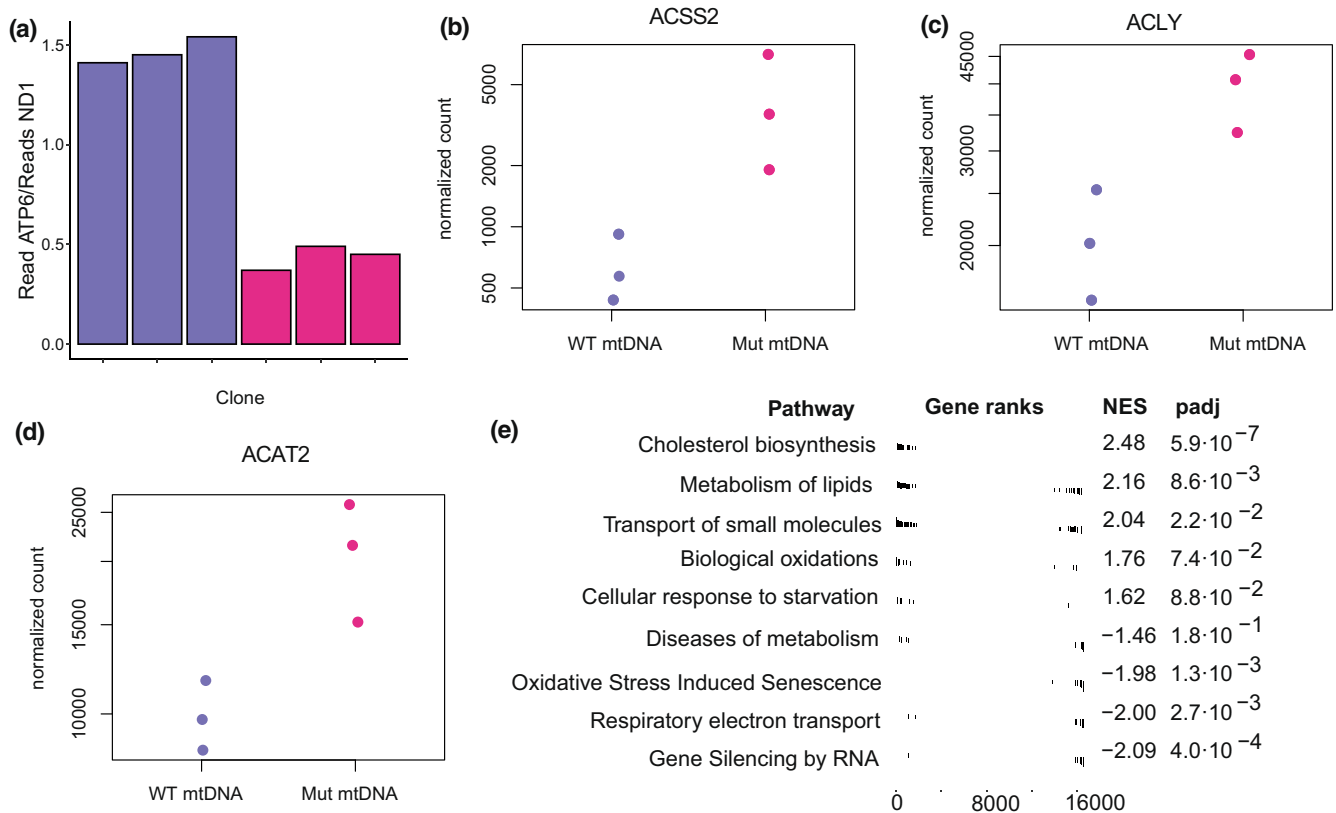 (a)
Read ATP6/Reads ND1
1.5
1.0
0.5
0.0
Clone
(b)
ACSS2
normalized count
5000
2000
1000
500
WT mtDNA Mut mtDNA
(c)
ACLY
normalized count
45000
30000
20000
WT mtDNA Mut mtDNA
(d)
ACAT2
normalized count
25000
15000
10000
WT mtDNA Mut mtDNA
(e)
Pathway Gene ranks NES padj
Cholesterol biosynthesis 2.48 5.9·10⁻⁷
Metabolism of lipids 2.16 8.6·10⁻³
Transport of small molecules 2.04 2.2·10⁻²
Biological oxidations 1.76 7.4·10⁻²
Cellular response to starvation 1.62 8.8·10⁻²
Diseases of metabolism −1.46 1.8·10⁻¹
Oxidative Stress Induced Senescence −1.98 1.3·10⁻³
Respiratory electron transport −2.00 2.7·10⁻³
Gene Silencing by RNA −2.09 4.0·10⁻⁴
0 8000 16000